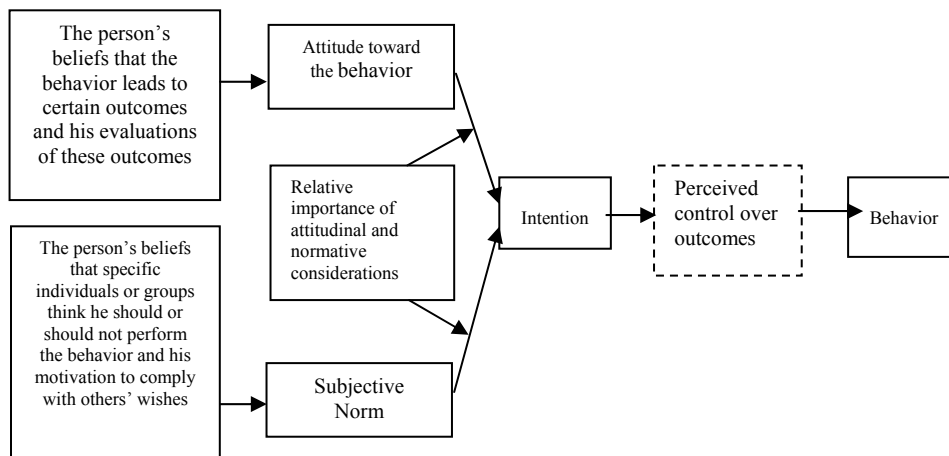 The person’s
beliefs that the
behavior leads to
certain outcomes
and his evaluations
of these outcomes
Attitude toward
the behavior
Relative
importance of
attitudinal and
normative
considerations
Intention
Perceived
control over
outcomes
Behavior
The person’s beliefs
that specific
individuals or groups
think he should or
should not perform
the behavior and his
motivation to comply
with others’ wishes
Subjective
Norm